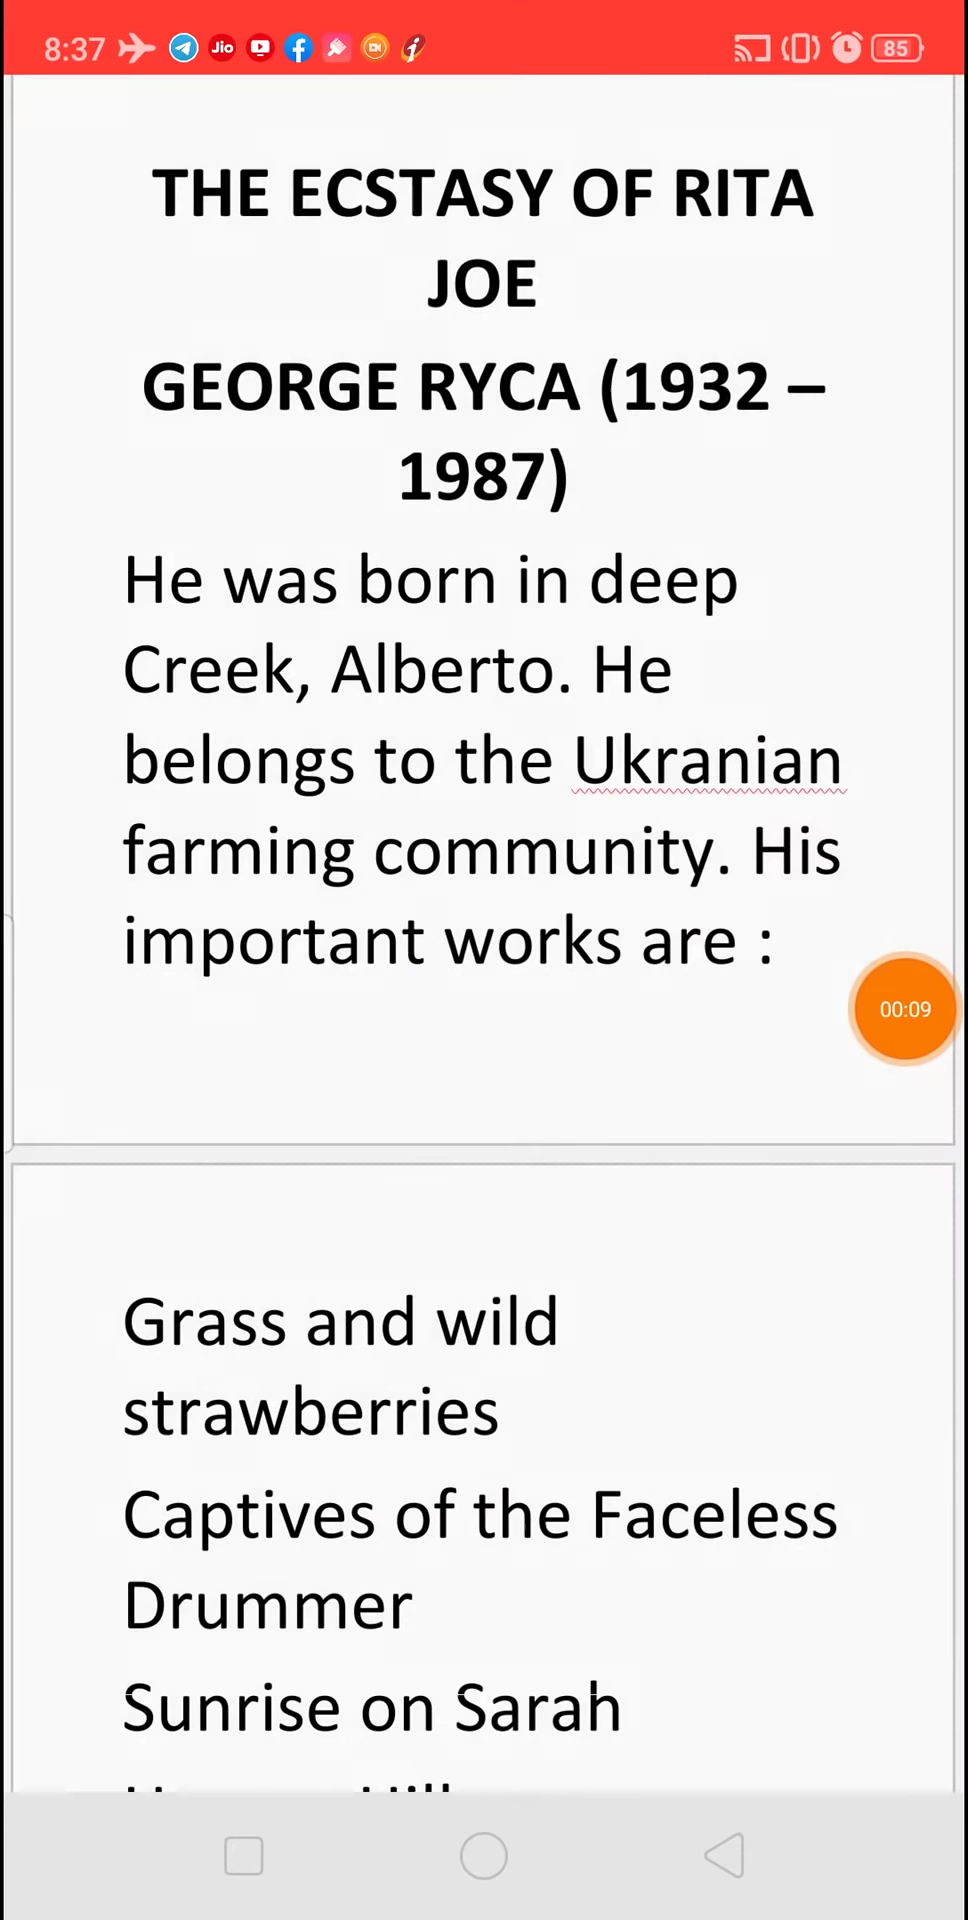 8:37
Jio
85
THE ECSTASY OF RITA
JOE
GEORGE RYCA (1932 –
1987)
He was born in deep
Creek, Alberto. He
belongs to the Ukranian
farming community. His
important works are :
00:09
Grass and wild
strawberries
Captives of the Faceless
Drummer
Sunrise on Sarah